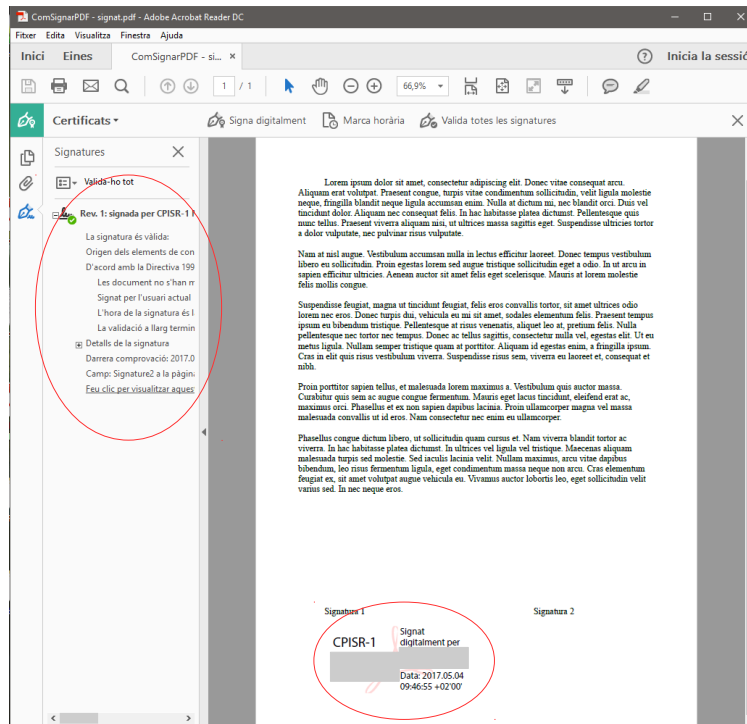 ComSignarPDF - signat.pdf - Adobe Acrobat Reader DC
Fitxer Edita Visualitza Finestra Ajuda
Inici Eines ComSignarPDF - si... × ? Inicia la sessió
1 / 1 66,9%
Certificats Signa digitalment Marca horària Valida totes les signatures
Signatures
Valida-ho tot
Rev. 1: signada per CPISR-1
La signatura és vàlida:
Origen dels elements de con
D'acord amb la Directiva 199
Les document no s'han m
Signat per l'usuari actual
L'hora de la signatura és l
La validació a llarg termin
Detalls de la signatura
Darrera comprovació: 2017.0
Camp: Signature2 a la pàgina
Feu clic per visualitzar aques
Lorem ipsum dolor sit amet, consectetur adipiscing elit. Donec vitae consequat arcu.
Aliquam erat volutpat. Praesent congue, turpis vitae condimentum sollicitudin, velit ligula molestie
neque, fringilla blandit neque ligula accumsan enim. Nulla at dictum mi, nec blandit orci. Duis vel
tincidunt dolor. Aliquam nec consequat felis. In hac habitasse platea dictumst. Pellentesque quis
nunc tellus. Praesent viverra aliquam nisi, ut ultrices massa sagittis eget. Suspendisse ultricies tortor
a dolor vulputate, nec pulvinar risus vulputate.
Nam at nisl augue. Vestibulum accumsan nulla in lectus efficitur laoreet. Donec tempus vestibulum
libero eu sollicitudin. Proin egestas lorem sed augue tristique sollicitudin eget a odio. In ut arcu in
sapien efficitur ultricies. Aenean auctor sit amet felis eget scelerisque. Mauris at lorem molestie
felis mollis congue.
Suspendisse feugiat, magna ut tincidunt feugiat, felis eros convallis tortor, sit amet ultrices odio
lorem nec eros. Donec turpis dui, vehicula eu mi sit amet, sodales elementum felis. Praesent tempus
ipsum eu bibendum tristique. Pellentesque at risus venenatis, aliquet leo at, pretium felis. Nulla
pellentesque nec tortor nec tempus. Donec ac tellus sagittis, consectetur nulla vel, egestas elit. Ut eu
metus ligula. Nullam semper tristique quam at porttitor. Aliquam id egestas enim, a fringilla ipsum.
Cras in elit quis risus vestibulum viverra. Suspendisse risus sem, viverra eu laoreet et, consequat et
nibh.
Proin porttitor sapien tellus, et malesuada lorem maximus a. Vestibulum quis auctor massa.
Curabitur quis sem ac augue congue fermentum. Mauris eget lacus tincidunt, eleifend erat ac,
maximus orci. Phasellus et ex non sapien dapibus lacinia. Proin ullamcorper magna vel massa
malesuada convallis ut id eros. Nam consectetur nec enim eu ullamcorper.
Phasellus congue dictum libero, ut sollicitudin quam cursus et. Nam viverra blandit tortor ac
viverra. In hac habitasse platea dictumst. In ultrices vel ligula vel tristique. Maecenas aliquam
malesuada turpis sed molestie. Sed iaculis lacinia velit. Nullam maximus, arcu vitae dapibus
bibendum, leo risus fermentum ligula, eget condimentum massa neque non arcu. Cras elementum
feugiat ex, sit amet volutpat augue vehicula eu. Vivamus auctor lobortis leo, eget sollicitudin velit
varius sed. In nec neque eros.
Signatura 1 Signatura 2
CPISR-1
Signat
digitalment per
Data: 2017.05.04
09:46:55 +02'00'